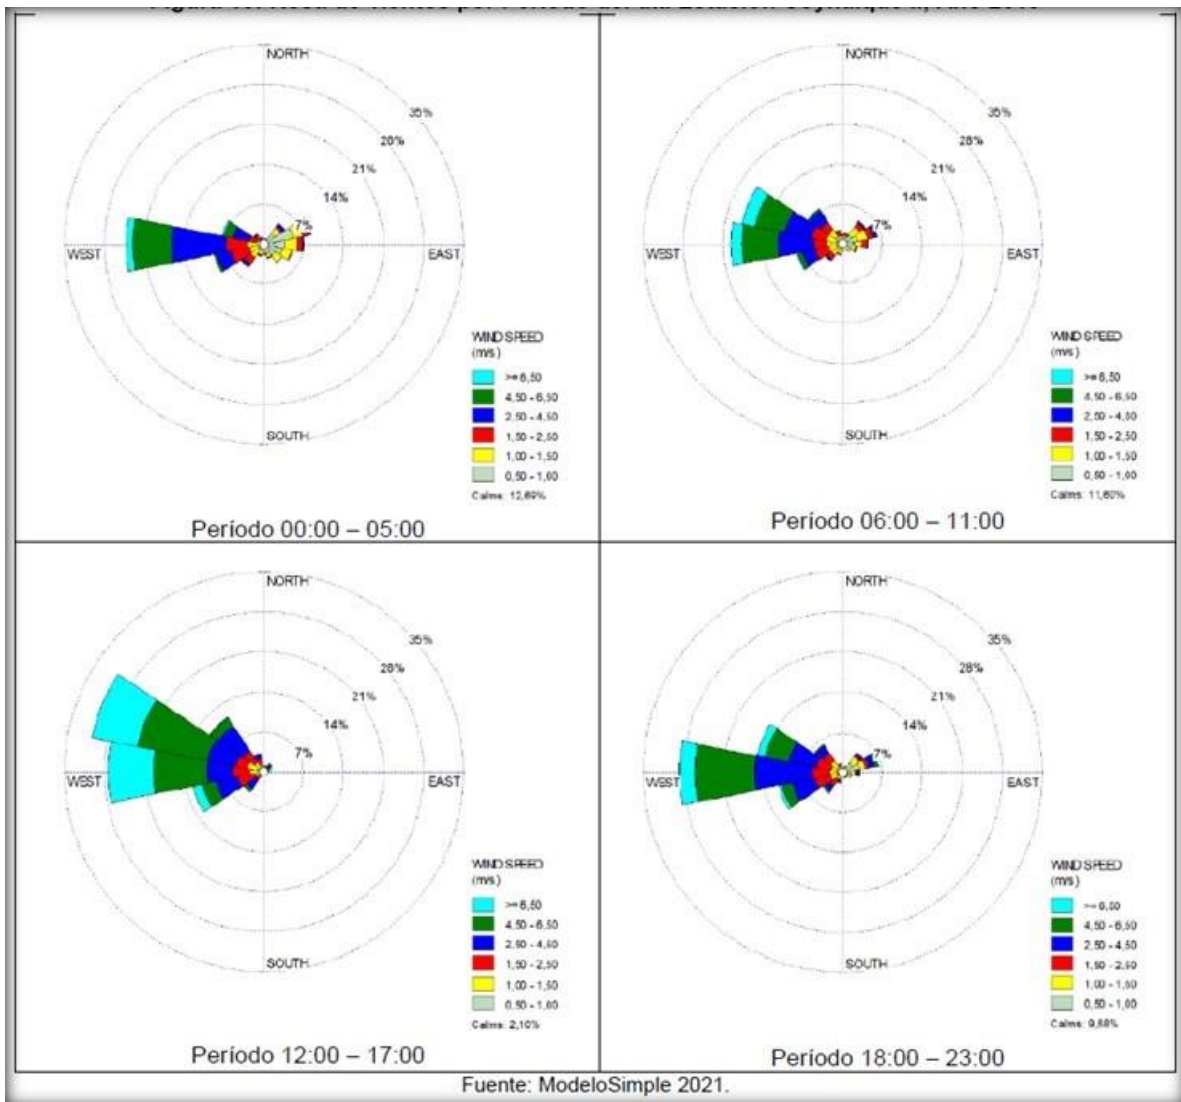 NORTH
35%
28%
21%
14%
7%
WEST
EAST
SOUTH
WIND SPEED
(m/s)
>= 6,50
4,50 - 6,50
2,50 - 4,50
1,50 - 2,50
1,00 - 1,50
0,50 - 1,00
Calms: 12,69%
Período 00:00 – 05:00
NORTH
35%
28%
21%
14%
7%
WEST
EAST
SOUTH
WIND SPEED
(m/s)
>= 6,50
4,50 - 6,50
2,50 - 4,50
1,50 - 2,50
1,00 - 1,50
0,50 - 1,00
Calms: 11,60%
Período 06:00 – 11:00
NORTH
35%
28%
21%
14%
7%
WEST
EAST
SOUTH
WIND SPEED
(m/s)
>= 6,50
4,50 - 6,50
2,50 - 4,50
1,50 - 2,50
1,00 - 1,50
0,50 - 1,00
Calms: 2,10%
Período 12:00 – 17:00
NORTH
35%
28%
21%
14%
7%
WEST
EAST
SOUTH
WIND SPEED
(m/s)
>= 6,50
4,50 - 6,50
2,50 - 4,50
1,50 - 2,50
1,00 - 1,50
0,50 - 1,00
Período 18:00 – 23:00
Fuente: ModeloSimple 2021.